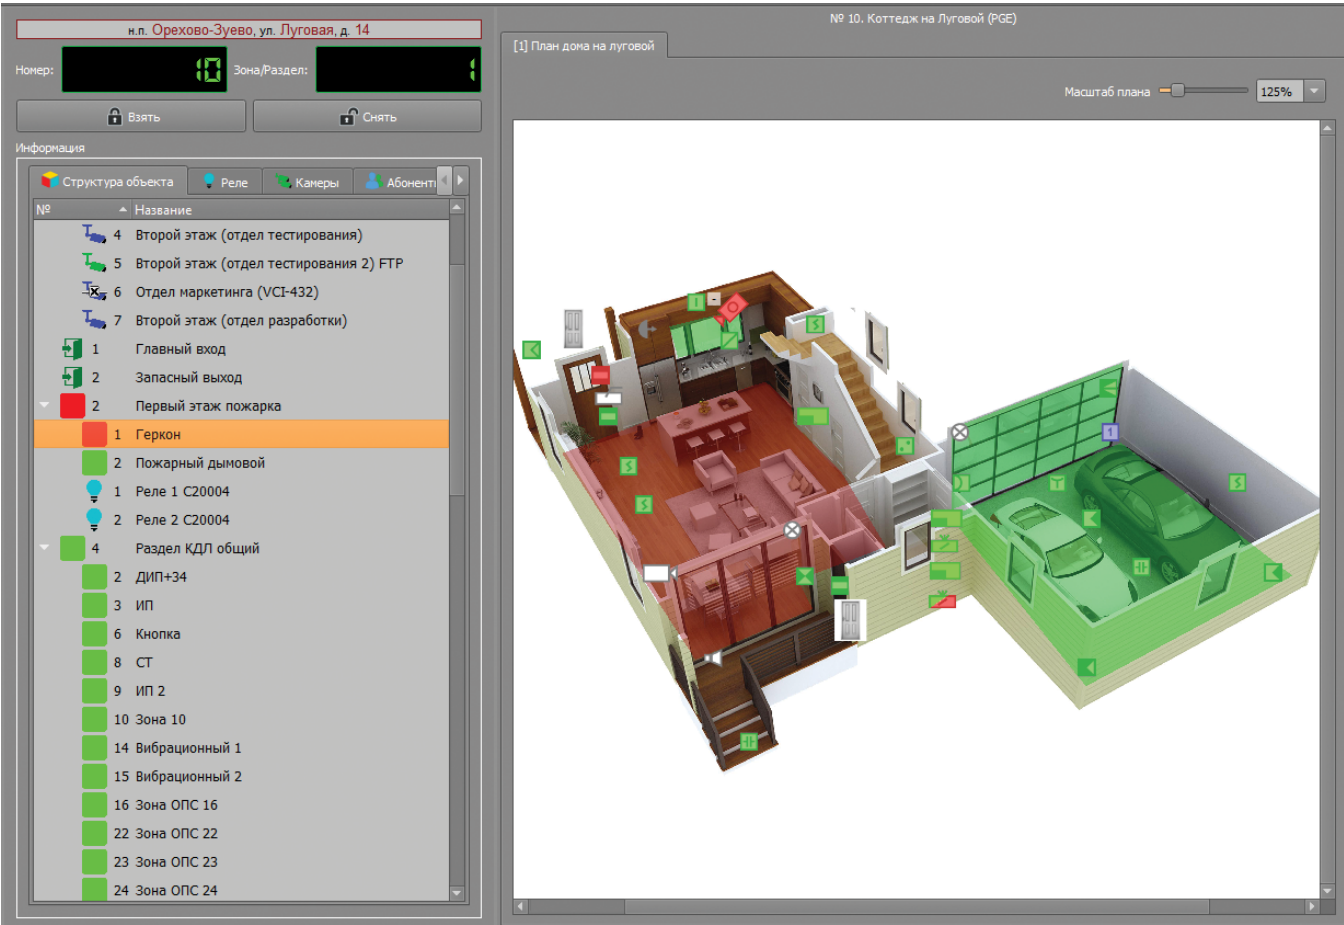 н.п. Орехово-Зуево, ул. Луговая, д. 14
Номер: 10 Зона/Раздел: 1
Взять Снять
Информация
Структура объекта Реле Камеры Абонент
№ Название
4 Второй этаж (отдел тестирования)
5 Второй этаж (отдел тестирования 2) FTP
6 Отдел маркетинга (VCI-432)
7 Второй этаж (отдел разработки)
1 Главный вход
2 Запасный выход
2 Первый этаж пожарка
1 Геркон
2 Пожарный дымовой
1 Реле 1 С20004
2 Реле 2 С20004
4 Раздел КДЛ общий
2 ДИП+34
3 ИП
6 Кнопка
8 СТ
9 ИП 2
10 Зона 10
14 Вибрационный 1
15 Вибрационный 2
16 Зона ОПС 16
22 Зона ОПС 22
23 Зона ОПС 23
24 Зона ОПС 24
№ 10. Коттедж на Луговой (PGE)
[1] План дома на луговой
Масштаб плана 125%
1